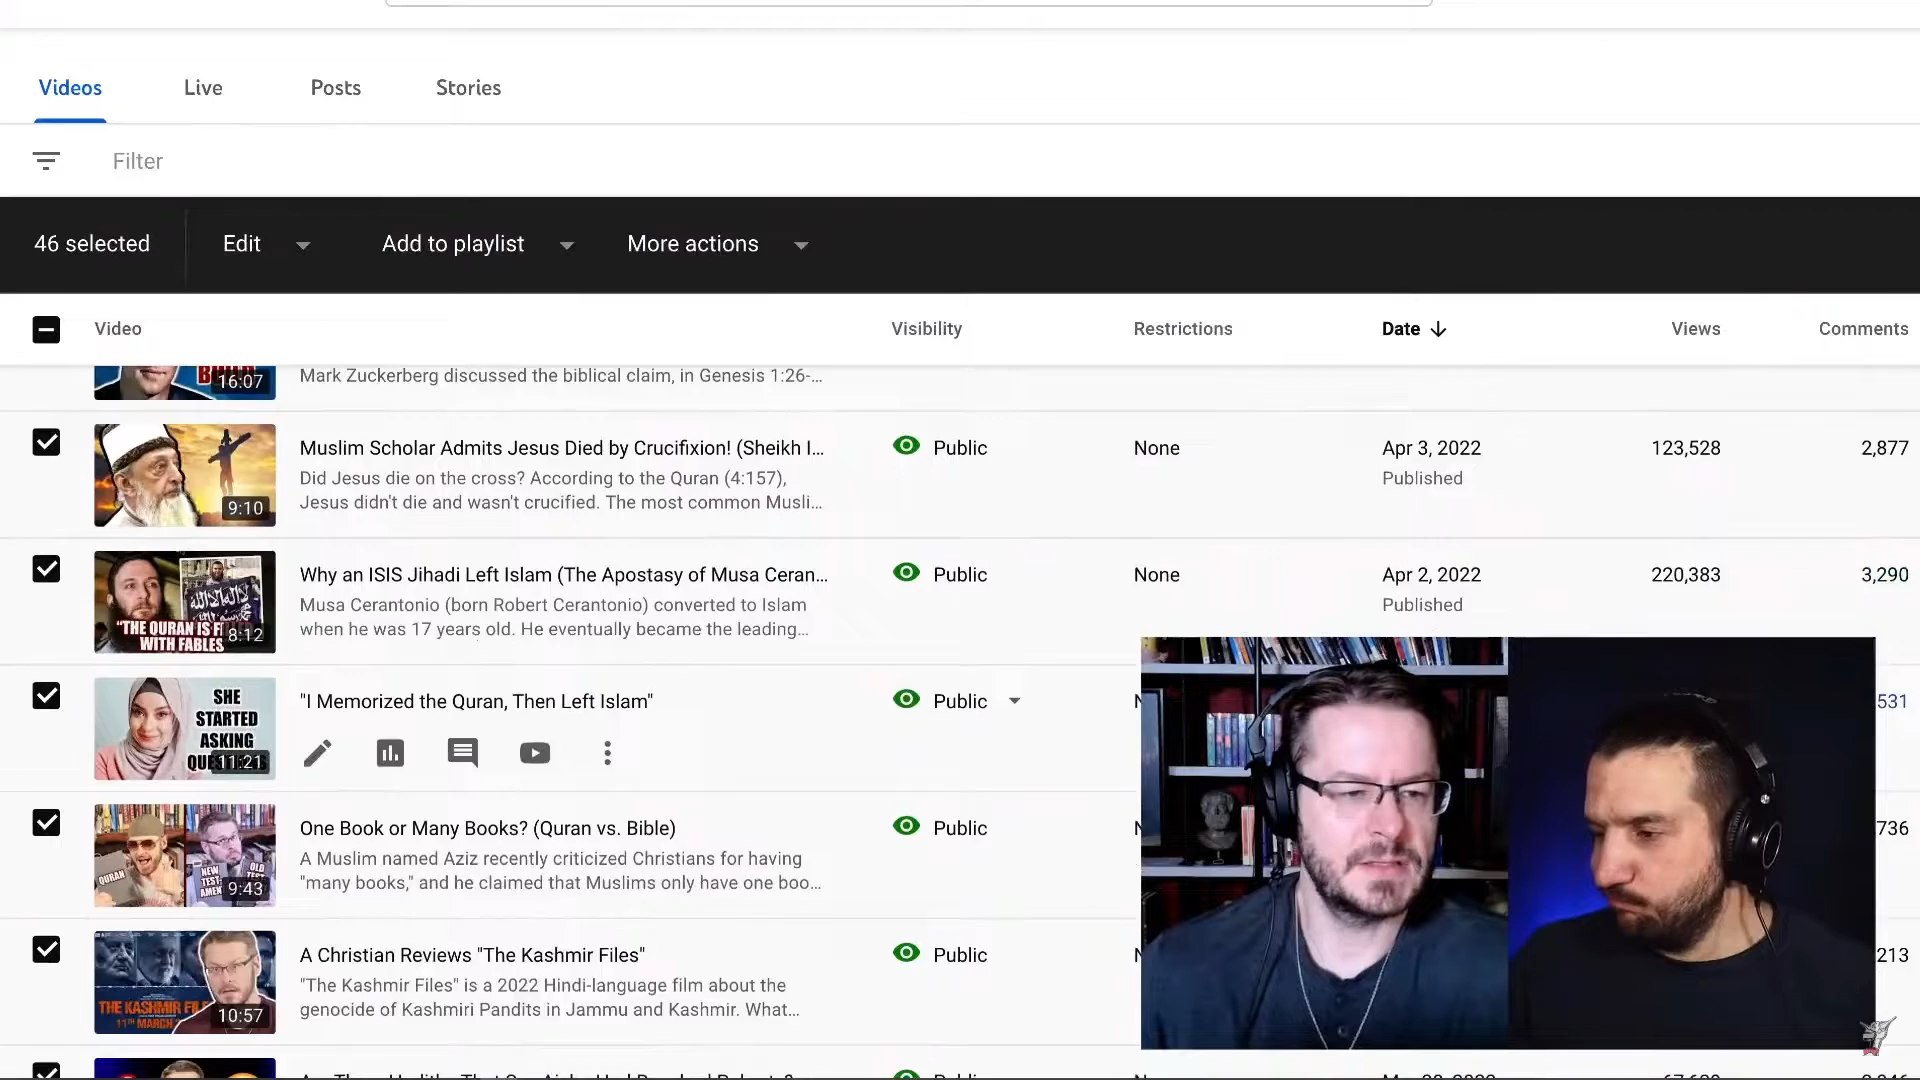 Videos Live Posts Stories
Filter
46 selected Edit Add to playlist More actions
Video Visibility Restrictions Date Views Comments
16:07
Mark Zuckerberg discussed the biblical claim, in Genesis 1:26-...
Muslim Scholar Admits Jesus Died by Crucifixion! (Sheikh I... Public None Apr 3, 2022 123,528 2,877
Did Jesus die on the cross? According to the Quran (4:157), Published
Jesus didn't die and wasn't crucified. The most common Musli...
9:10
Why an ISIS Jihadi Left Islam (The Apostasy of Musa Ceran... Public None Apr 2, 2022 220,383 3,290
Musa Cerantonio (born Robert Cerantonio) converted to Islam Published
when he was 17 years old. He eventually became the leading...
"THE QURAN IS
WITH FABLES
8:12
"I Memorized the Quran, Then Left Islam" Public 531
SHE
STARTED
ASKING
11:21
One Book or Many Books? (Quran vs. Bible) Public 736
A Muslim named Aziz recently criticized Christians for having
"many books," and he claimed that Muslims only have one boo...
QURAN
NEW
TEST-
AMEN
OLD
9:43
A Christian Reviews "The Kashmir Files" Public 213
"The Kashmir Files" is a 2022 Hindi-language film about the
genocide of Kashmiri Pandits in Jammu and Kashmir. What...
THE KASHMIR
11TH MARCH
10:57